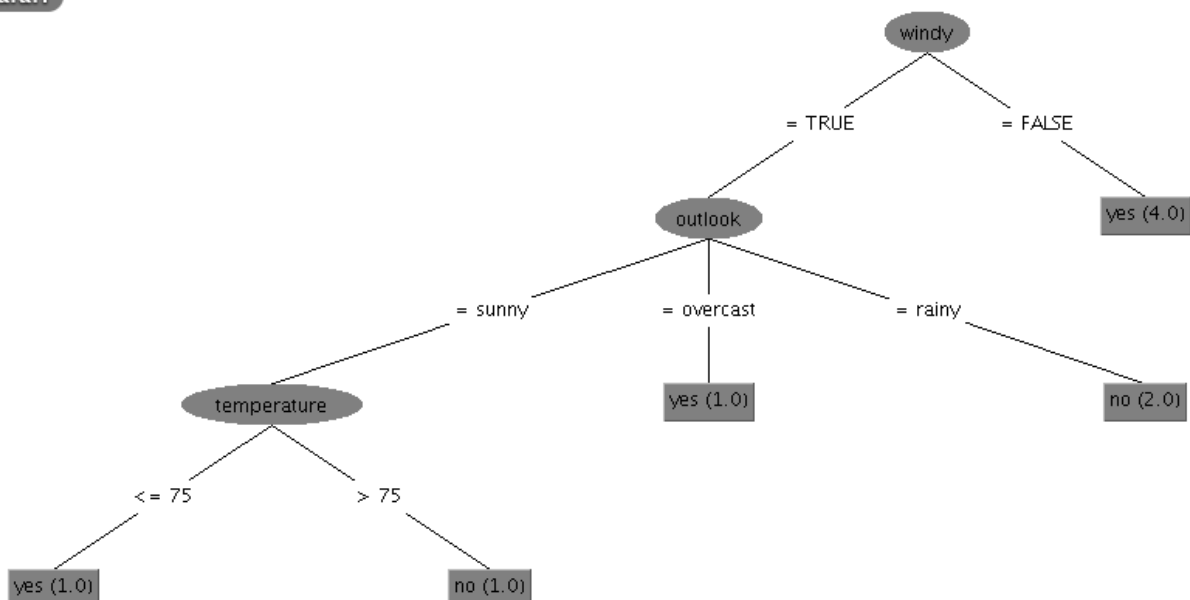 windy
= TRUE
= FALSE
outlook
yes (4.0)
= sunny
= overcast
= rainy
temperature
yes (1.0)
no (2.0)
<= 75
> 75
yes (1.0)
no (1.0)